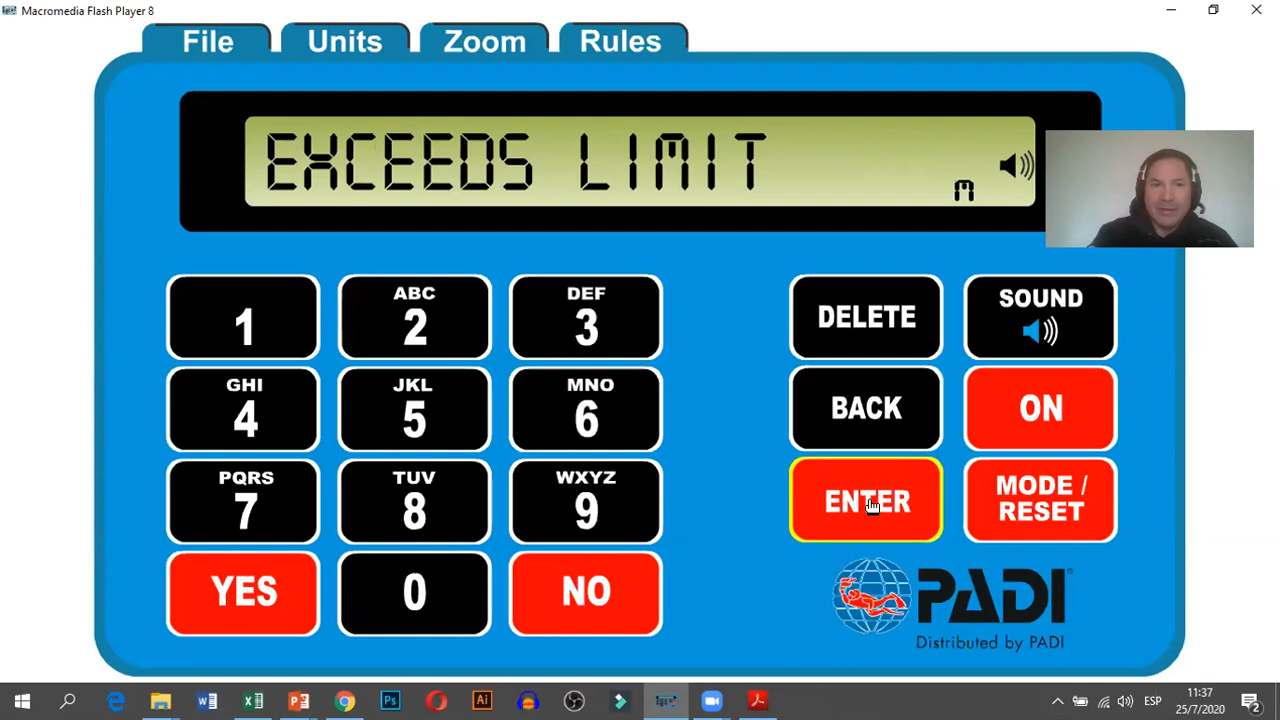 Macromedia Flash Player 8
File Units Zoom Rules
EXCEEDS LIMIT
M
1 ABC 2 DEF 3 DELETE SOUND
GHI 4 JKL 5 MNO 6 BACK ON
PQRS 7 TUV 8 WXYZ 9 ENTER MODE / RESET
YES 0 NO
PADI®
Distributed by PADI
ESP
11:37
25/7/2020
2